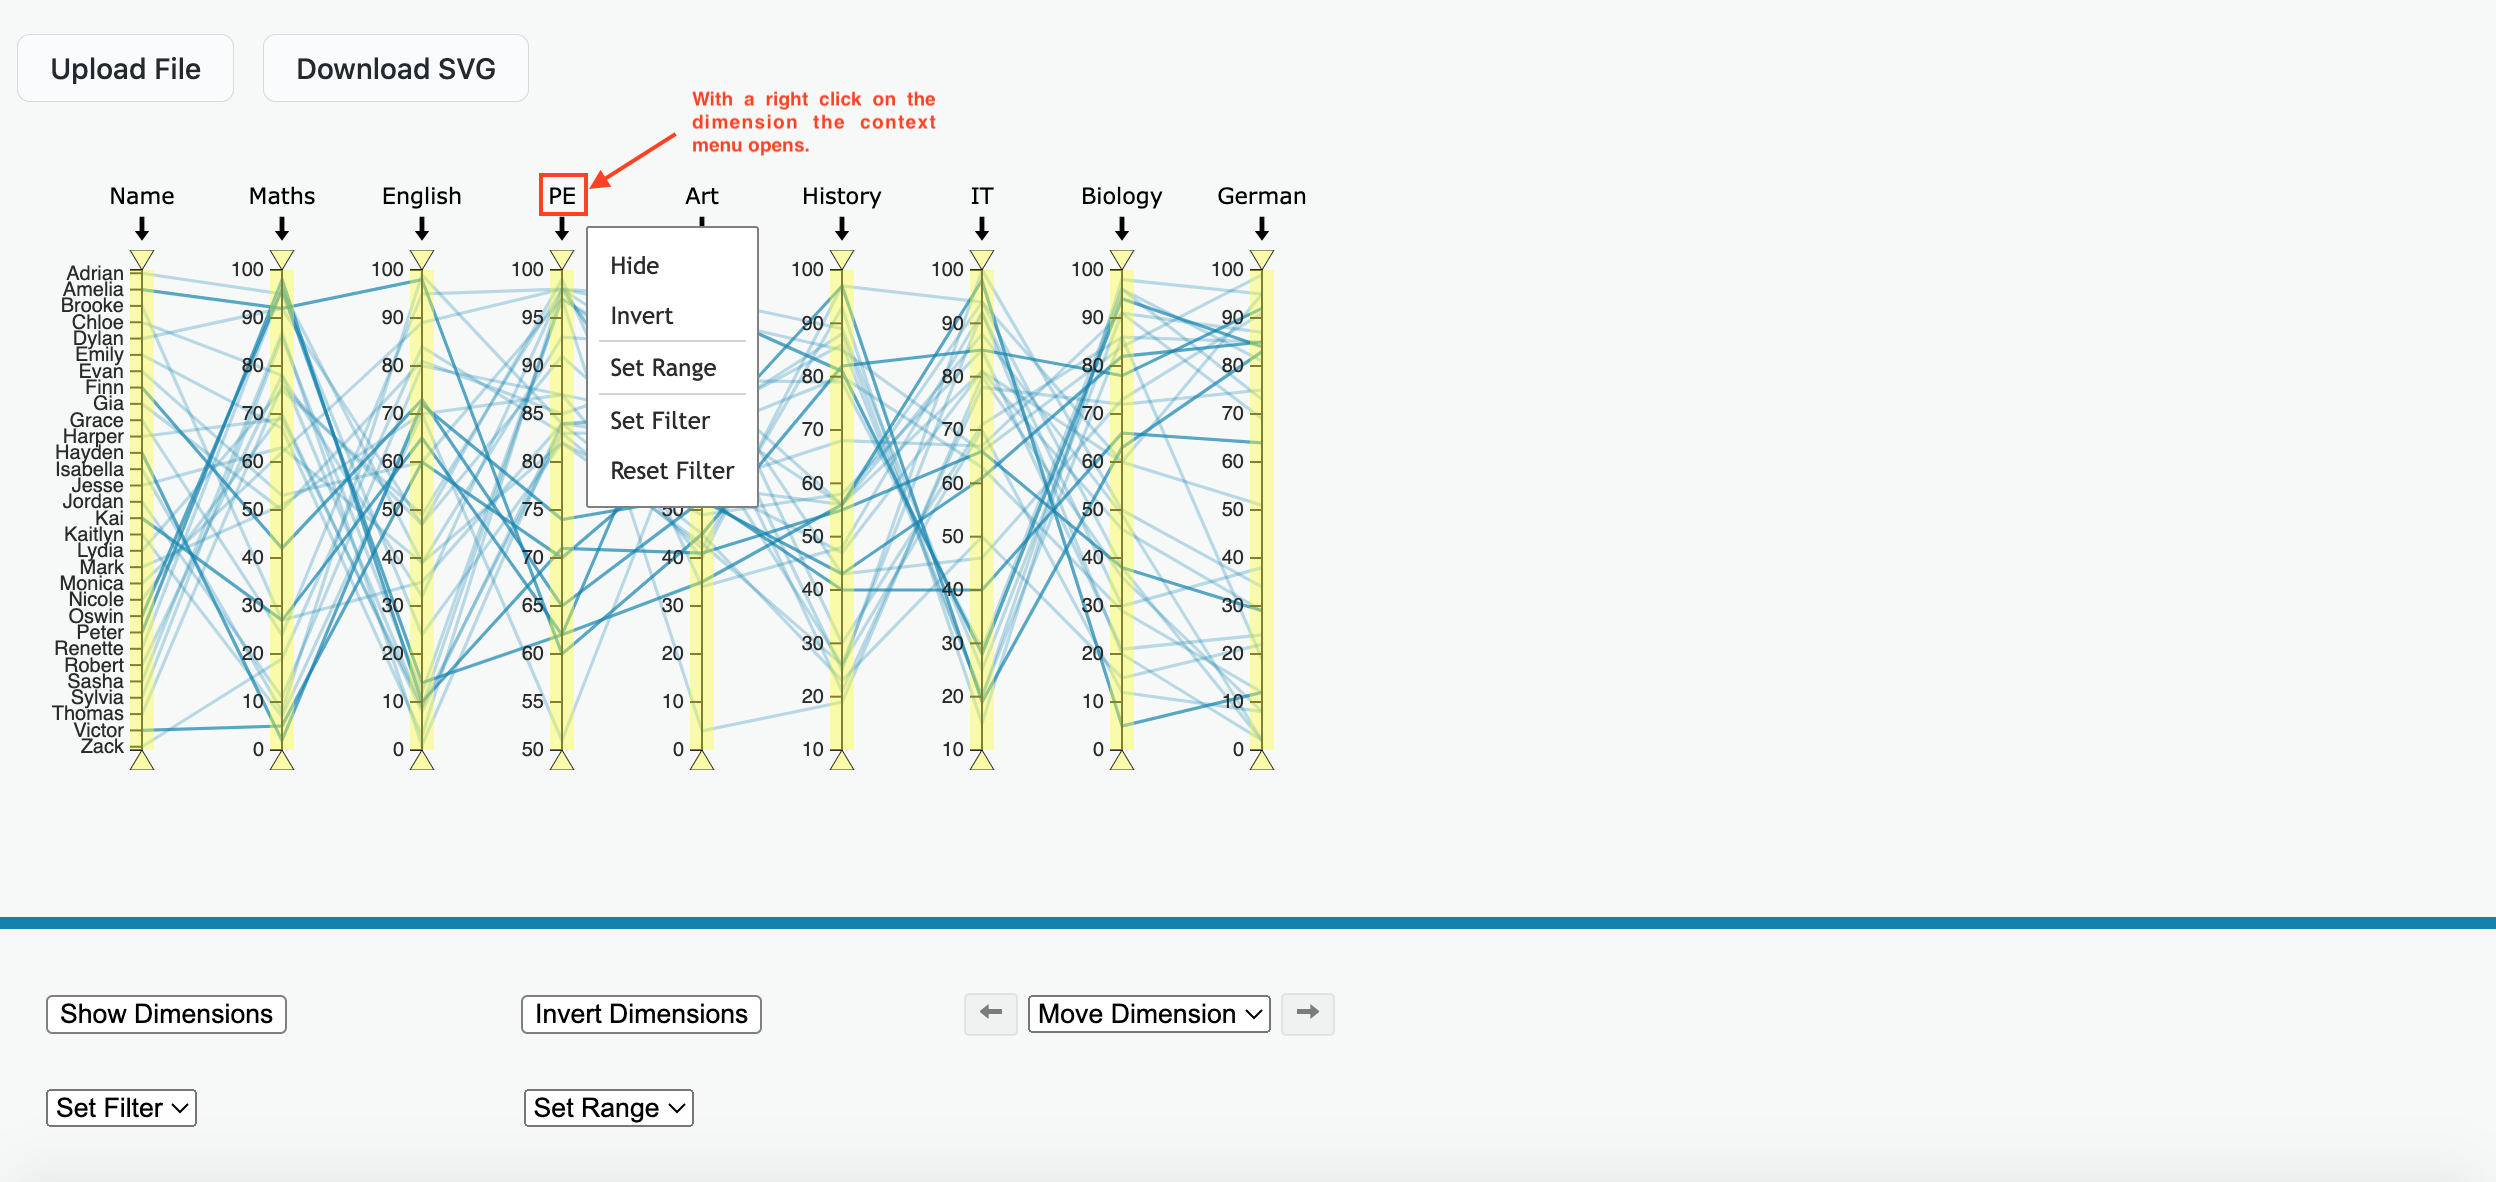 Upload File
Download SVG
With a right click on the
dimension the context
menu opens.
Name
Maths
English
PE
Art
History
IT
Biology
German
Adrian
Amelia
Brooke
Chloe
Dylan
Emily
Evan
Finn
Gia
Grace
Harper
Hayden
Isabella
Jesse
Jordan
Kai
Kaitlyn
Lydia
Mark
Monica
Nicole
Oswin
Peter
Renette
Robert
Sasha
Sylvia
Thomas
Victor
Zack
100
90
80
70
60
50
40
30
20
10
0
100
90
80
70
60
50
40
30
20
10
0
100
95
90
85
80
75
70
65
60
55
50
Hide
Invert
Set Range
Set Filter
Reset Filter
50
40
30
20
10
0
100
90
80
70
60
50
40
30
20
10
100
90
80
70
60
50
40
30
20
10
100
90
80
70
60
50
40
30
20
10
0
100
90
80
70
60
50
40
30
20
10
0
Show Dimensions
Invert Dimensions
Move Dimension
Set Filter
Set Range